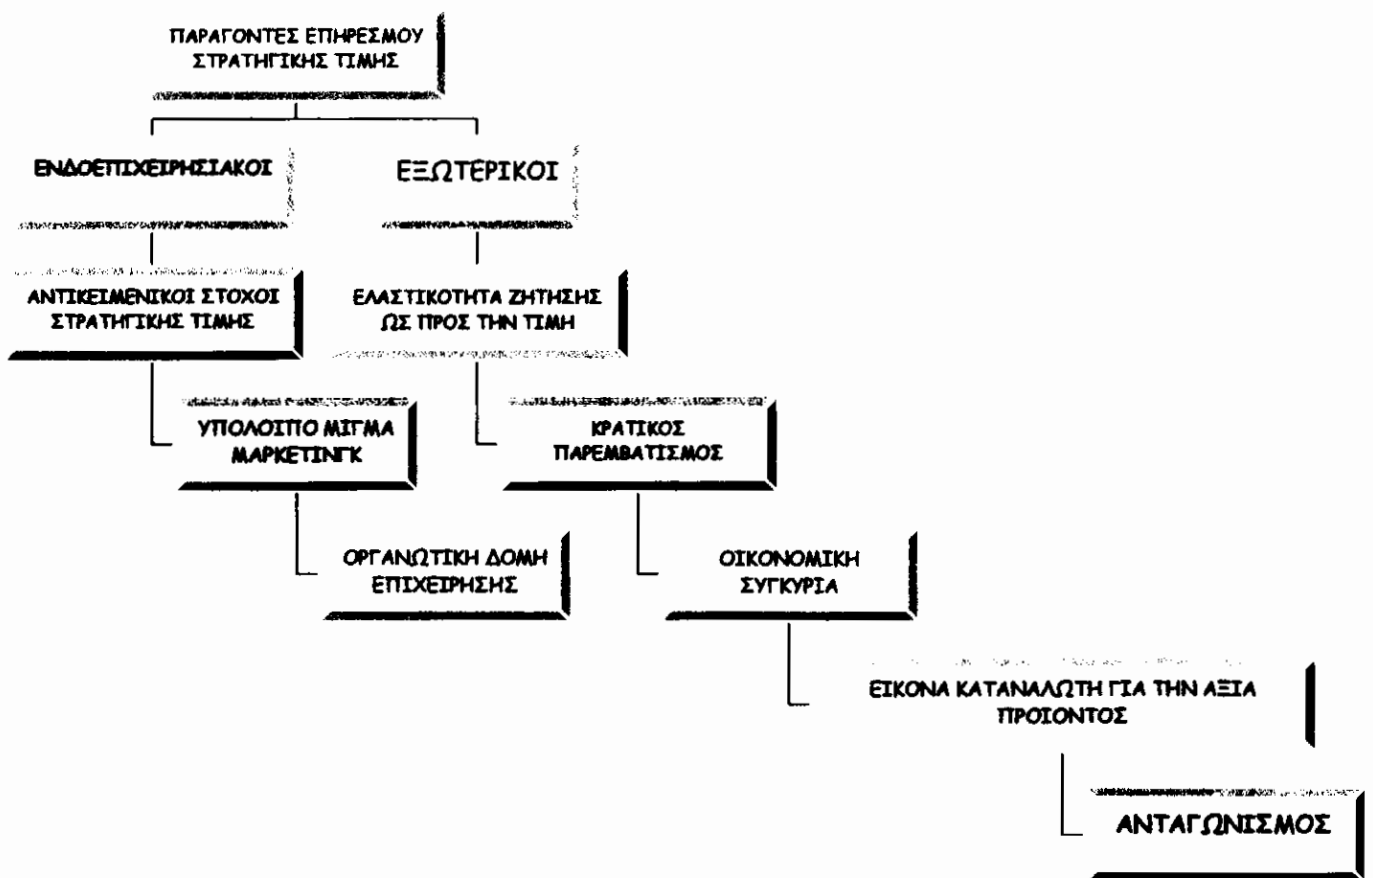 ΠΑΡΑΓΟΝΤΕΣ ΕΠΗΡΕΣΜΟΥ
ΣΤΡΑΤΗΓΙΚΗΣ ΤΙΜΗΣ
ΕΝΔΟΕΠΙΧΕΙΡΗΣΙΑΚΟΙ
ΕΞΩΤΕΡΙΚΟΙ
ΑΝΤΙΚΕΙΜΕΝΙΚΟΙ ΣΤΟΧΟΙ
ΣΤΡΑΤΗΓΙΚΗΣ ΤΙΜΗΣ
ΕΛΑΣΤΙΚΟΤΗΤΑ ΖΗΤΗΣΗΣ
ΩΣ ΠΡΟΣ ΤΗΝ ΤΙΜΗ
ΥΠΟΛΟΙΠΟ ΜΙΓΜΑ
ΜΑΡΚΕΤΙΝΓΚ
ΚΡΑΤΙΚΟΣ
ΠΑΡΕΜΒΑΤΙΣΜΟΣ
ΟΡΓΑΝΩΤΙΚΗ ΔΟΜΗ
ΕΠΙΧΕΙΡΗΣΗΣ
ΟΙΚΟΝΟΜΙΚΗ
ΣΥΓΚΥΡΙΑ
ΕΙΚΟΝΑ ΚΑΤΑΝΑΛΩΤΗ ΓΙΑ ΤΗΝ ΑΞΙΑ
ΠΡΟΙΟΝΤΟΣ
ΑΝΤΑΓΩΝΙΣΜΟΣ